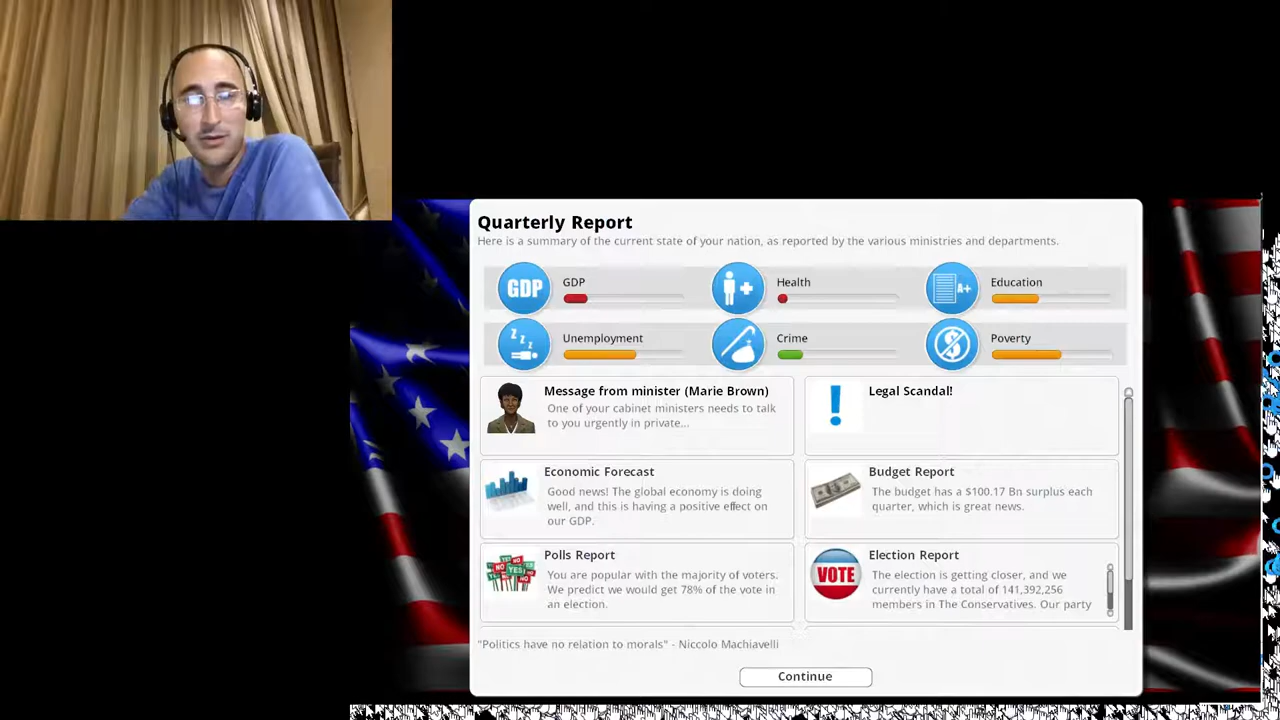 Quarterly Report
Here is a summary of the current state of your nation, as reported by the various ministries and departments.
GDP
GDP
Health
A+
Education
Z Z Z
Unemployment
Crime
$
Poverty
Message from minister (Marie Brown)
One of your cabinet ministers needs to talk
to you urgently in private...
Legal Scandal!
Economic Forecast
Good news! The global economy is doing
well, and this is having a positive effect on
our GDP.
Budget Report
The budget has a $100.17 Bn surplus each
quarter, which is great news.
NO
YES
NO
Polls Report
You are popular with the majority of voters.
We predict we would get 78% of the vote in
an election.
VOTE
Election Report
The election is getting closer, and we
currently have a total of 141,392,256
members in The Conservatives. Our party
"Politics have no relation to morals" - Niccolo Machiavelli
Continue